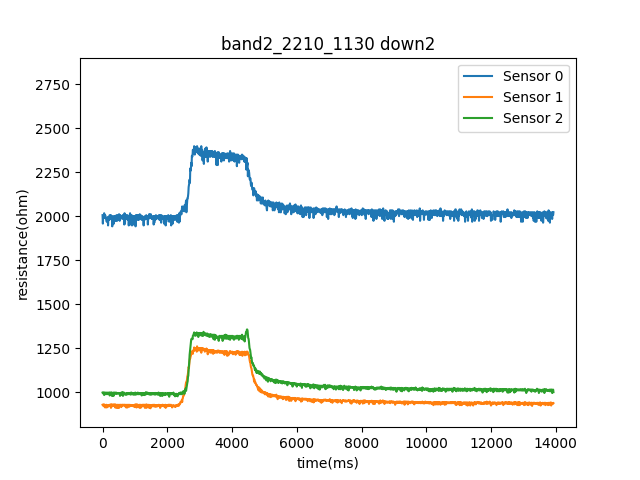 band2_2210_1130 down2
Sensor 0
Sensor 1
Sensor 2
resistance(ohm)
2750
2500
2250
2000
1750
1500
1250
1000
0 2000 4000 6000 8000 10000 12000 14000
time(ms)